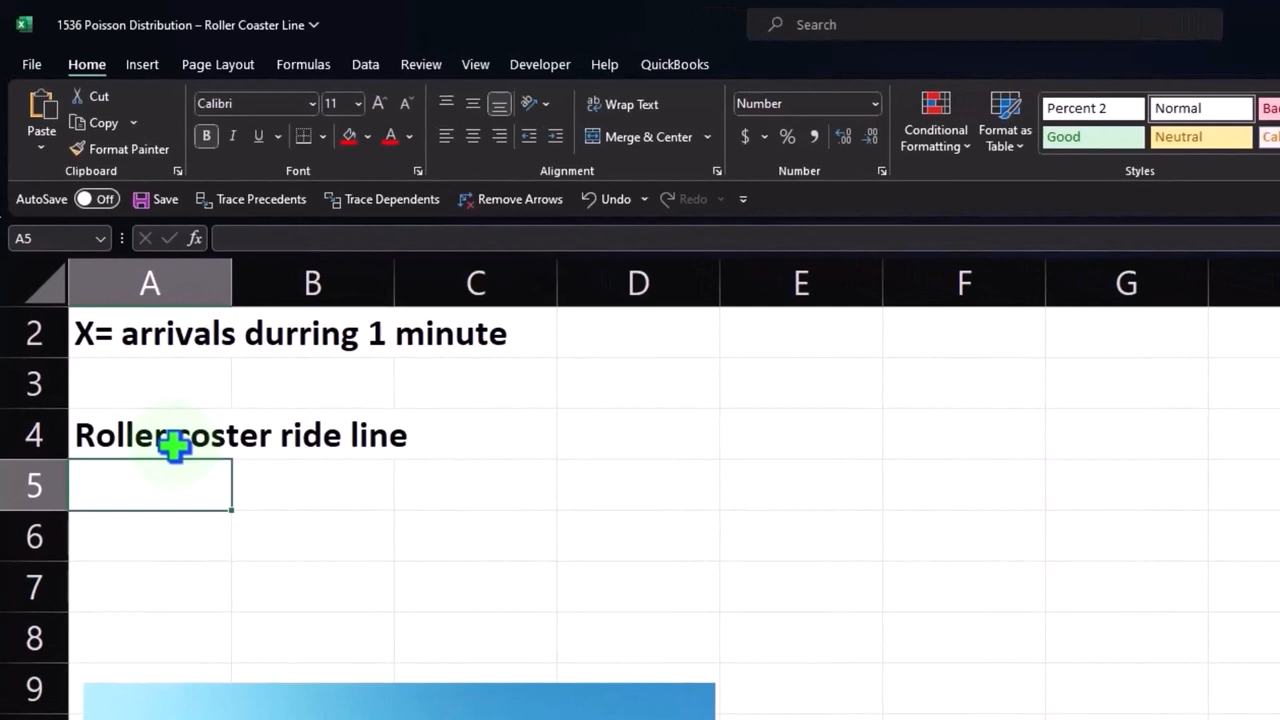 1536 Poisson Distribution – Roller Coaster Line
Search
File Home Insert Page Layout Formulas Data Review View Developer Help QuickBooks
Paste
Cut
Copy
Format Painter
Clipboard
Calibri 11
B I U
Font
Wrap Text
Merge & Center
Alignment
Number
$ %
Number
Conditional Formatting
Format as Table
Percent 2 Normal
Good Neutral
Styles
AutoSave Off Save Trace Precedents Trace Dependents Remove Arrows Undo Redo
A5 fx
A B C D E F G
2 X= arrivals durring 1 minute
3
4 Roller coster ride line
5
6
7
8
9